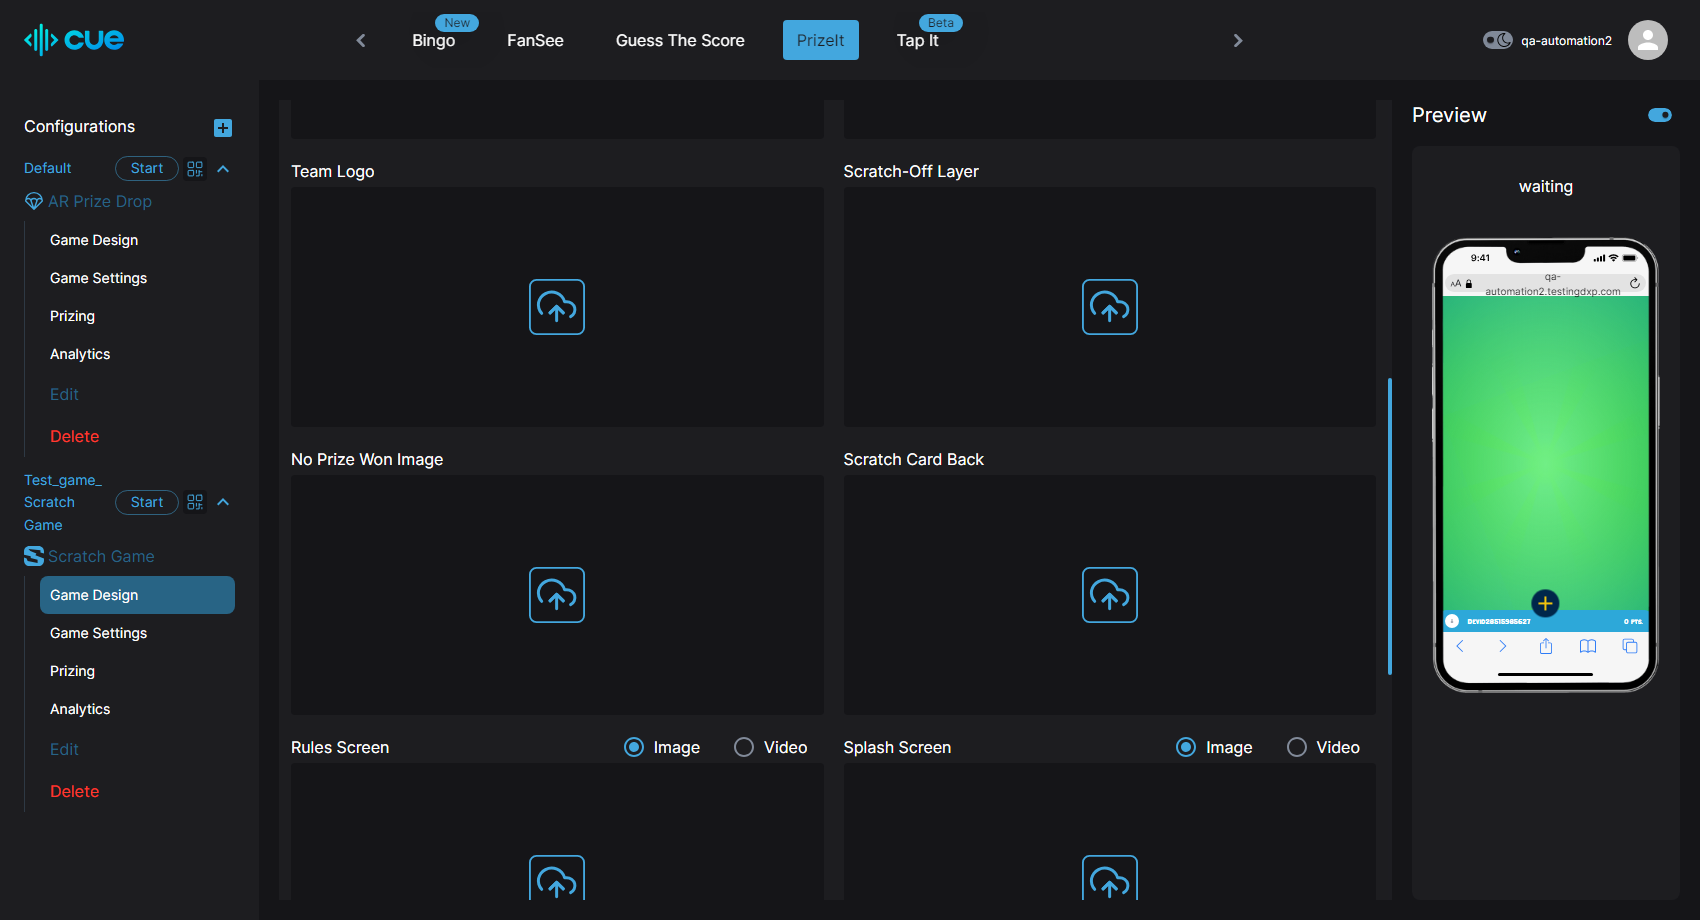 cue
New
Bingo
FanSee
Guess The Score
PrizeIt
Beta
Tap It
qa-automation2
Configurations
Default
Start
AR Prize Drop
Game Design
Game Settings
Prizing
Analytics
Edit
Delete
Test_game_
Scratch
Game
Start
Scratch Game
Game Design
Game Settings
Prizing
Analytics
Edit
Delete
Team Logo
Scratch-Off Layer
No Prize Won Image
Scratch Card Back
Rules Screen
Image
Video
Splash Screen
Image
Video
Preview
waiting
9:41
AA
qa-
automation2.testingdxp.com
0 PTS.